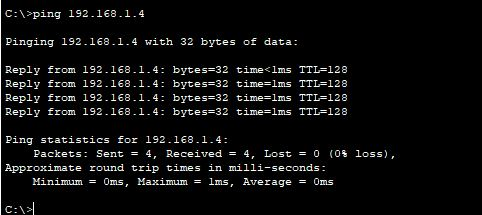 C:\>ping 192.168.1.4
Pinging 192.168.1.4 with 32 bytes of data:
Reply from 192.168.1.4: bytes=32 time<1ms TTL=128
Reply from 192.168.1.4: bytes=32 time=1ms TTL=128
Reply from 192.168.1.4: bytes=32 time=1ms TTL=128
Reply from 192.168.1.4: bytes=32 time=1ms TTL=128
Ping statistics for 192.168.1.4:
    Packets: Sent = 4, Received = 4, Lost = 0 (0% loss),
Approximate round trip times in milli-seconds:
    Minimum = 0ms, Maximum = 1ms, Average = 0ms
C:\>